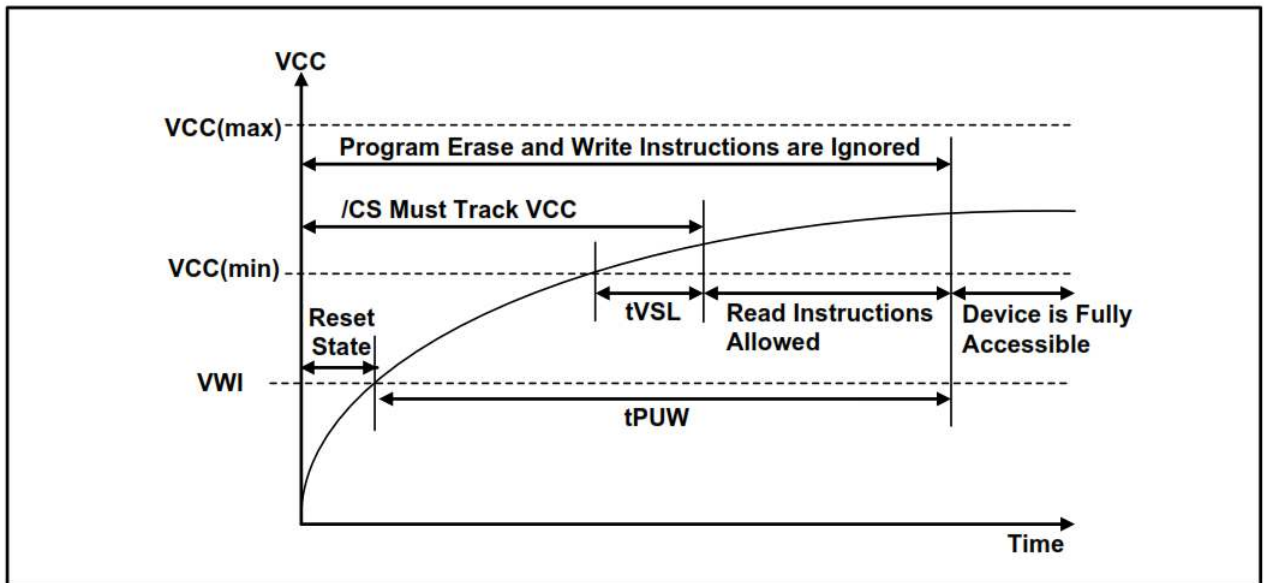 VCC
VCC(max)
Program Erase and Write Instructions are Ignored
/CS Must Track VCC
VCC(min)
tVSL
Read Instructions
Allowed
Device is Fully
Accessible
Reset
State
VWI
tPUW
Time